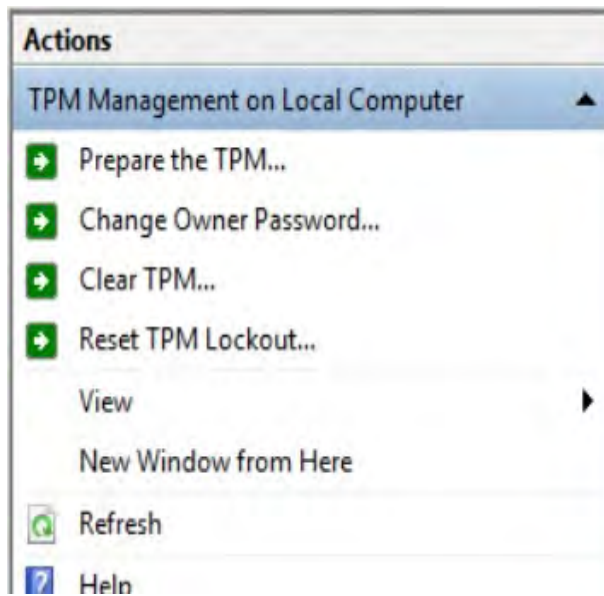 Actions
TPM Management on Local Computer
Prepare the TPM...
Change Owner Password...
Clear TPM...
Reset TPM Lockout...
View
New Window from Here
Refresh
Help